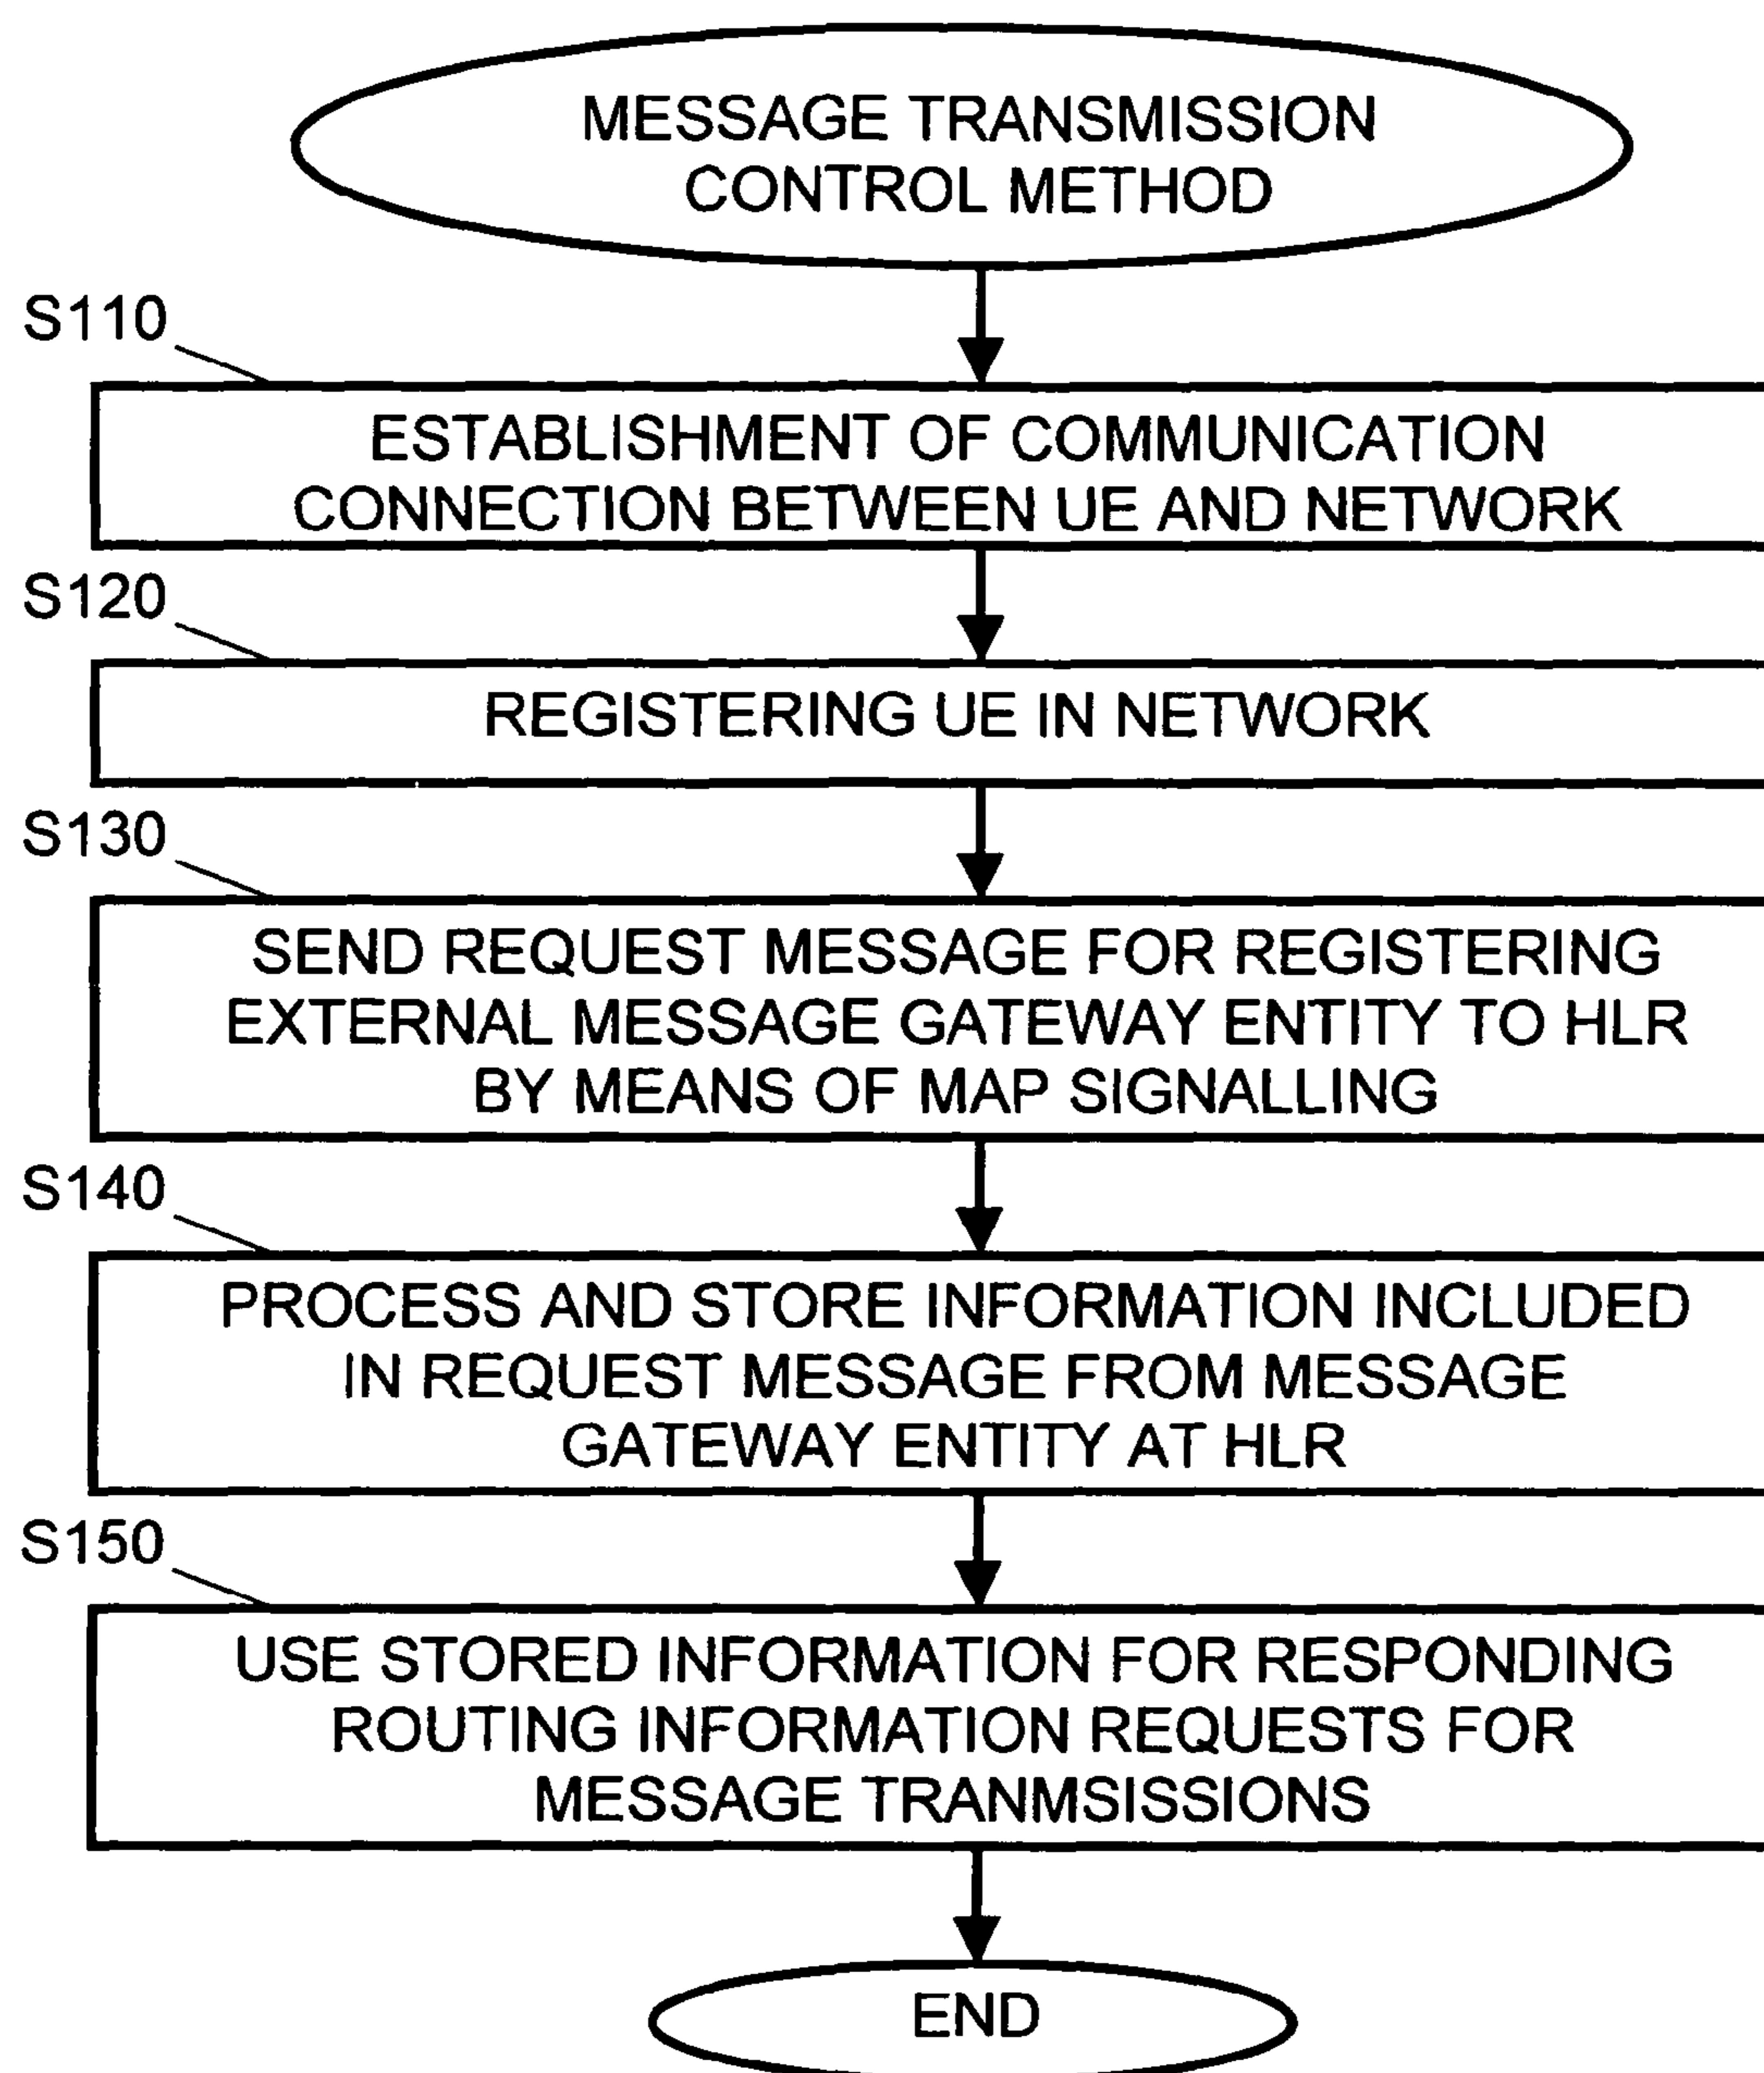 MESSAGE TRANSMISSION
CONTROL METHOD
S110
ESTABLISHMENT OF COMMUNICATION
CONNECTION BETWEEN UE AND NETWORK
S120
REGISTERING UE IN NETWORK
S130
SEND REQUEST MESSAGE FOR REGISTERING
EXTERNAL MESSAGE GATEWAY ENTITY TO HLR
BY MEANS OF MAP SIGNALLING
S140
PROCESS AND STORE INFORMATION INCLUDED
IN REQUEST MESSAGE FROM MESSAGE
GATEWAY ENTITY AT HLR
S150
USE STORED INFORMATION FOR RESPONDING
ROUTING INFORMATION REQUESTS FOR
MESSAGE TRANMSISSIONS
END